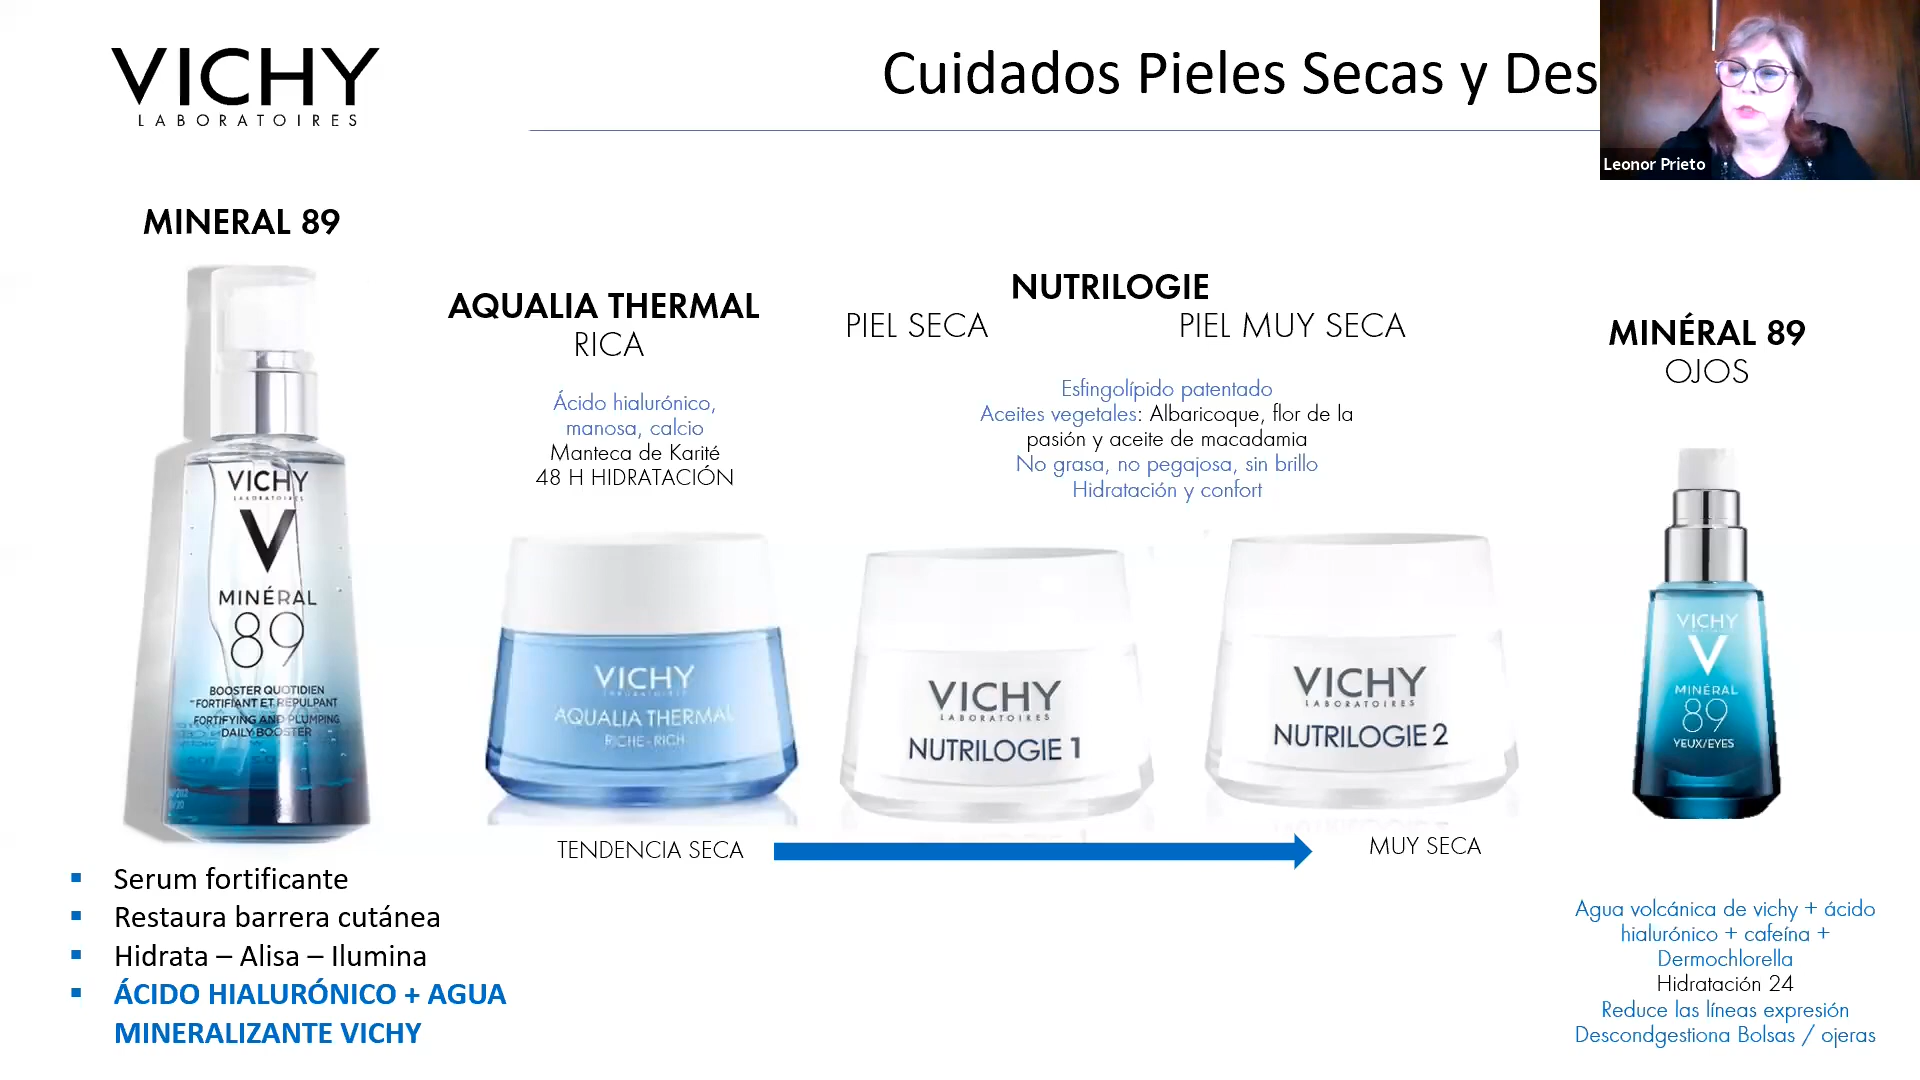 VICHY
LABORATOIRES
Cuidados Pieles Secas y Des
Leonor Prieto
MINERAL 89
VICHY
LABORATOIRES
MINÉRAL
89
BOOSTER QUOTIDIEN
FORTIFIANT ET REPULPANT
FORTIFYING AND PLUMPING
DAILY BOOSTER
Serum fortificante
Restaura barrera cutánea
Hidrata – Alisa – Ilumina
ÁCIDO HIALURÓNICO + AGUA
MINERALIZANTE VICHY
AQUALIA THERMAL
RICA
Ácido hialurónico,
manosa, calcio
Manteca de Karité
48 H HIDRATACIÓN
VICHY
LABORATOIRES
AQUALIA THERMAL
RICHE - RICH
NUTRILOGIE
PIEL SECA
PIEL MUY SECA
Esfingolípido patentado
Aceites vegetales: Albaricoque, flor de la
pasión y aceite de macadamia
No grasa, no pegajosa, sin brillo
Hidratación y confort
VICHY
LABORATOIRES
NUTRILOGIE 1
VICHY
LABORATOIRES
NUTRILOGIE 2
TENDENCIA SECA
MUY SECA
MINÉRAL 89
OJOS
VICHY
MINÉRAL
89
YEUX/EYES
Agua volcánica de vichy + ácido
hialurónico + cafeína +
Dermochlorella
Hidratación 24
Reduce las líneas expresión
Descondgestiona Bolsas / ojeras